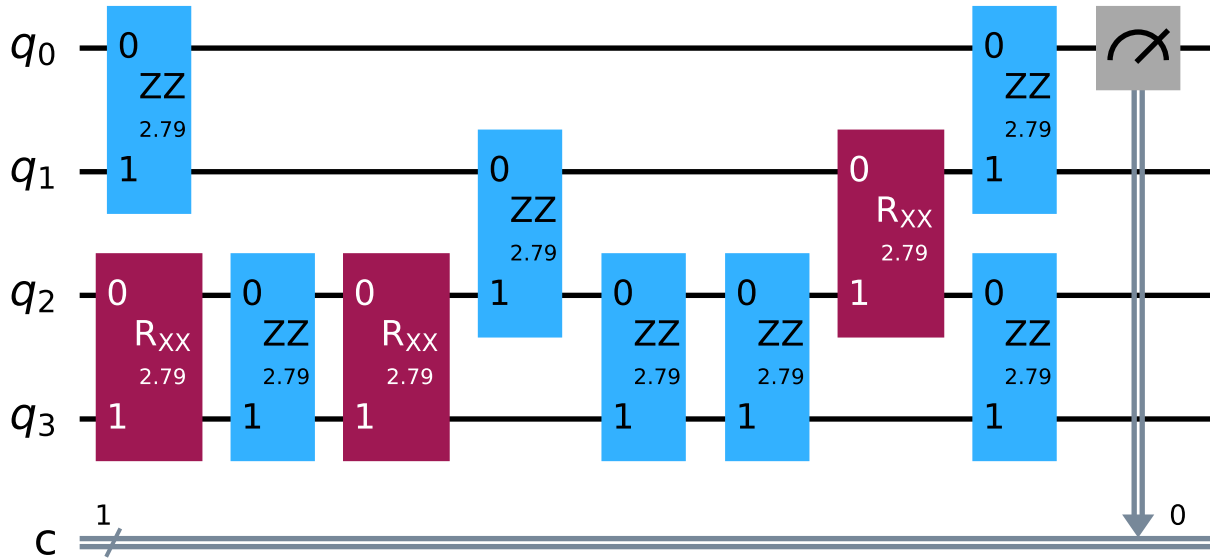 q0 0 ZZ 2.79 1 0 ZZ 2.79 1
q1 0 ZZ 2.79 1 0 RXX 2.79 1
q2 0 RXX 2.79 1 0 ZZ 2.79 1 0 RXX 2.79 1 0 ZZ 2.79 1 0 ZZ 2.79 1 0 ZZ 2.79 1
q3
c 1 0